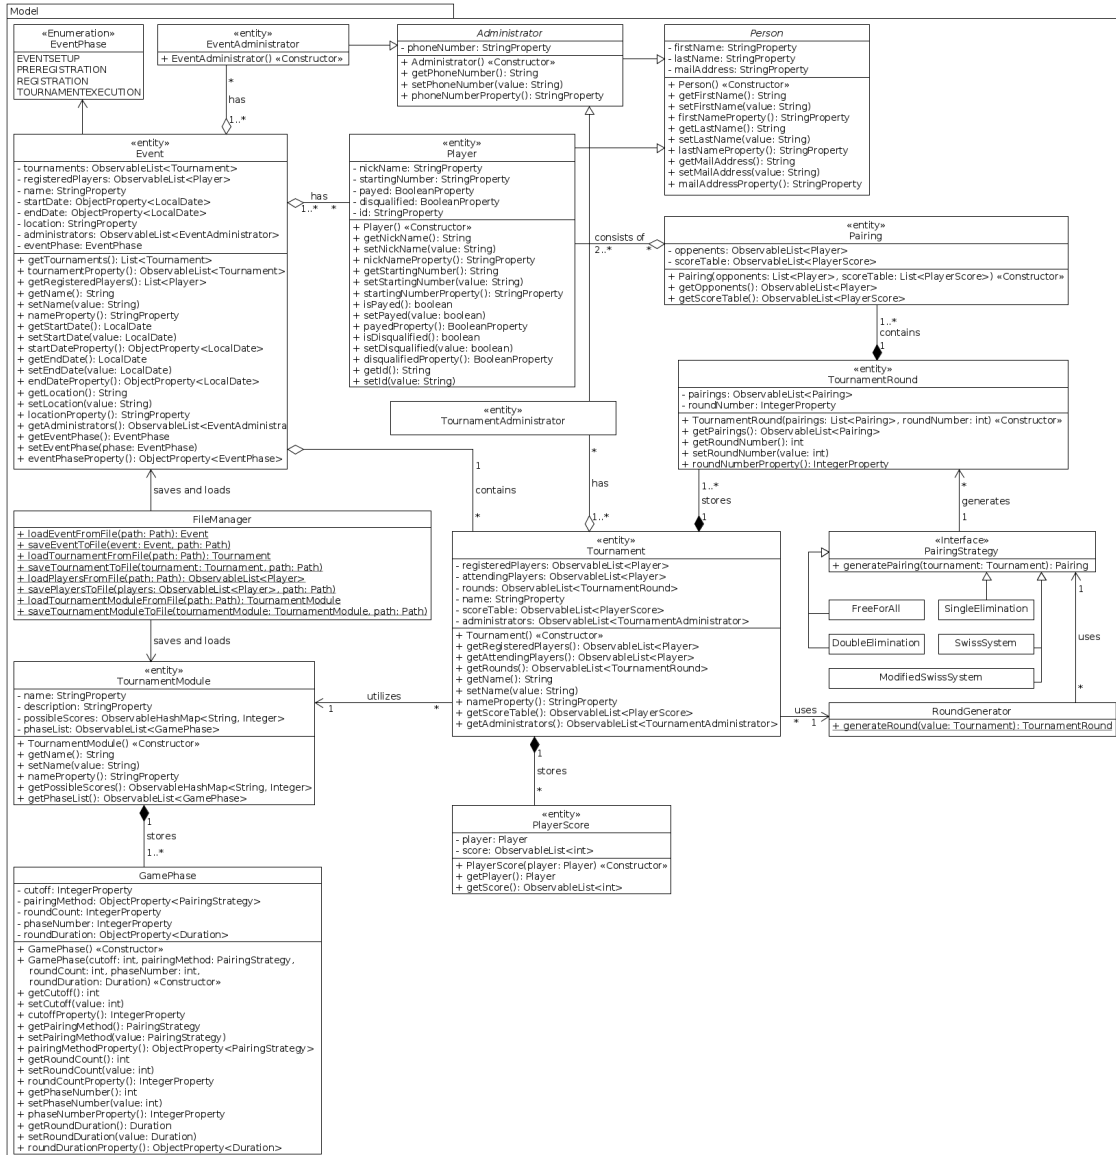 Model
«Enumeration»
EventPhase
EVENTSETUP
PREREGISTRATION
REGISTRATION
TOURNAMENTEXECUTION
«entity»
EventAdministrator
+ EventAdministrator() «Constructor»
Administrator
- phoneNumber: StringProperty
+ Administrator() «Constructor»
+ getPhoneNumber(): String
+ setPhoneNumber(value: String)
+ phoneNumberProperty(): StringProperty
Person
- firstName: StringProperty
- lastName: StringProperty
- mailAddress: StringProperty
+ Person() «Constructor»
+ getFirstName(): String
+ setFirstName(value: String)
+ firstNameProperty(): StringProperty
+ getLastName(): String
+ setLastName(value: String)
+ lastNameProperty(): StringProperty
+ getMailAddress(): String
+ setMailAddress(value: String)
+ mailAddressProperty(): StringProperty
*
has
1..*
«entity»
Event
- tournaments: ObservableList<Tournament>
- registeredPlayers: ObservableList<Player>
- name: StringProperty
- startDate: ObjectProperty<LocalDate>
- endDate: ObjectProperty<LocalDate>
- location: StringProperty
- administrators: ObservableList<EventAdministrator>
- eventPhase: EventPhase
+ getTournaments(): List<Tournament>
+ tournamentProperty(): ObservableList<Tournament>
+ getRegisteredPlayers(): List<Player>
+ getName(): String
+ setName(value: String)
+ nameProperty(): StringProperty
+ getStartDate(): LocalDate
+ setStartDate(value: LocalDate)
+ startDateProperty(): ObjectProperty<LocalDate>
+ getEndDate(): LocalDate
+ setEndDate(value: LocalDate)
+ endDateProperty(): ObjectProperty<LocalDate>
+ getLocation(): String
+ setLocation(value: String)
+ locationProperty(): StringProperty
+ getAdministrators(): ObservableList<EventAdministra
+ getEventPhase(): EventPhase
+ setEventPhase(phase: EventPhase)
+ eventPhaseProperty(): ObjectProperty<EventPhase>
has
1..* *
«entity»
Player
- nickName: StringProperty
- startingNumber: StringProperty
- payed: BooleanProperty
- disqualified: BooleanProperty
- id: StringProperty
+ Player() «Constructor»
+ getNickName(): String
+ setNickName(value: String)
+ nickNameProperty(): StringProperty
+ getStartingNumber(): String
+ setStartingNumber(value: String)
+ startingNumberProperty(): StringProperty
+ isPayed(): boolean
+ setPayed(value: boolean)
+ payedProperty(): BooleanProperty
+ isDisqualified(): boolean
+ setDisqualified(value: boolean)
+ disqualifiedProperty(): BooleanProperty
+ getId(): String
+ setId(value: String)
consists of
2..* *
«entity»
Pairing
- opponents: ObservableList<Player>
- scoreTable: ObservableList<PlayerScore>
+ Pairing(opponents: List<Player>, scoreTable: List<PlayerScore>) «Constructor»
+ getOpponents(): ObservableList<Player>
+ getScoreTable(): ObservableList<PlayerScore>
1..*
contains
1
«entity»
TournamentRound
- pairings: ObservableList<Pairing>
- roundNumber: IntegerProperty
+ TournamentRound(pairings: List<Pairing>, roundNumber: int) «Constructor»
+ getPairings(): ObservableList<Pairing>
+ getRoundNumber(): int
+ setRoundNumber(value: int)
+ roundNumberProperty(): IntegerProperty
«entity»
TournamentAdministrator
*
has
1..*
1
contains
*
1..*
stores
1
*
generates
1
saves and loads
FileManager
+ loadEventFromFile(path: Path): Event
+ saveEventToFile(event: Event, path: Path)
+ loadTournamentFromFile(path: Path): Tournament
+ saveTournamentToFile(tournament: Tournament, path: Path)
+ loadPlayersFromFile(path: Path): ObservableList<Player>
+ savePlayersToFile(players: ObservableList<Player>, path: Path)
+ loadTournamentModuleFromFile(path: Path): TournamentModule
+ saveTournamentModuleToFile(tournamentModule: TournamentModule, path: Path)
saves and loads
«entity»
Tournament
- registeredPlayers: ObservableList<Player>
- attendingPlayers: ObservableList<Player>
- rounds: ObservableList<TournamentRound>
- name: StringProperty
- scoreTable: ObservableList<PlayerScore>
- administrators: ObservableList<TournamentAdministrator>
+ Tournament() «Constructor»
+ getRegisteredPlayers(): ObservableList<Player>
+ getAttendingPlayers(): ObservableList<Player>
+ getRounds(): ObservableList<TournamentRound>
+ getName(): String
+ setName(value: String)
+ nameProperty(): StringProperty
+ getScoreTable(): ObservableList<PlayerScore>
+ getAdministrators(): ObservableList<TournamentAdministrator>
«Interface»
PairingStrategy
+ generatePairing(tournament: Tournament): Pairing
FreeForAll
SingleElimination
DoubleElimination
SwissSystem
ModifiedSwissSystem
1
uses
*
RoundGenerator
+ generateRound(value: Tournament): TournamentRound
uses
* 1
utilizes
1 *
«entity»
TournamentModule
- name: StringProperty
- description: StringProperty
- possibleScores: ObservableHashMap<String, Integer>
- phaseList: ObservableList<GamePhase>
+ TournamentModule() «Constructor»
+ getName(): String
+ setName(value: String)
+ nameProperty(): StringProperty
+ getPossibleScores(): ObservableHashMap<String, Integer>
+ getPhaseList(): ObservableList<GamePhase>
1
stores
*
«entity»
PlayerScore
- player: Player
- score: ObservableList<int>
+ PlayerScore(player: Player) «Constructor»
+ getPlayer(): Player
+ getScore(): ObservableList<int>
1
stores
1..*
GamePhase
- cutoff: IntegerProperty
- pairingMethod: ObjectProperty<PairingStrategy>
- roundCount: IntegerProperty
- phaseNumber: IntegerProperty
- roundDuration: ObjectProperty<Duration>
+ GamePhase() «Constructor»
+ GamePhase(cutoff: int, pairingMethod: PairingStrategy,
roundCount: int, phaseNumber: int,
roundDuration: Duration) «Constructor»
+ getCutoff(): int
+ setCutoff(value: int)
+ cutoffProperty(): IntegerProperty
+ getPairingMethod(): PairingStrategy
+ setPairingMethod(value: PairingStrategy)
+ pairingMethodProperty(): ObjectProperty<PairingStrategy>
+ getRoundCount(): int
+ setRoundCount(value: int)
+ roundCountProperty(): IntegerProperty
+ getPhaseNumber(): int
+ setPhaseNumber(value: int)
+ phaseNumberProperty(): IntegerProperty
+ getRoundDuration(): Duration
+ setRoundDuration(value: Duration)
+ roundDurationProperty(): ObjectProperty<Duration>